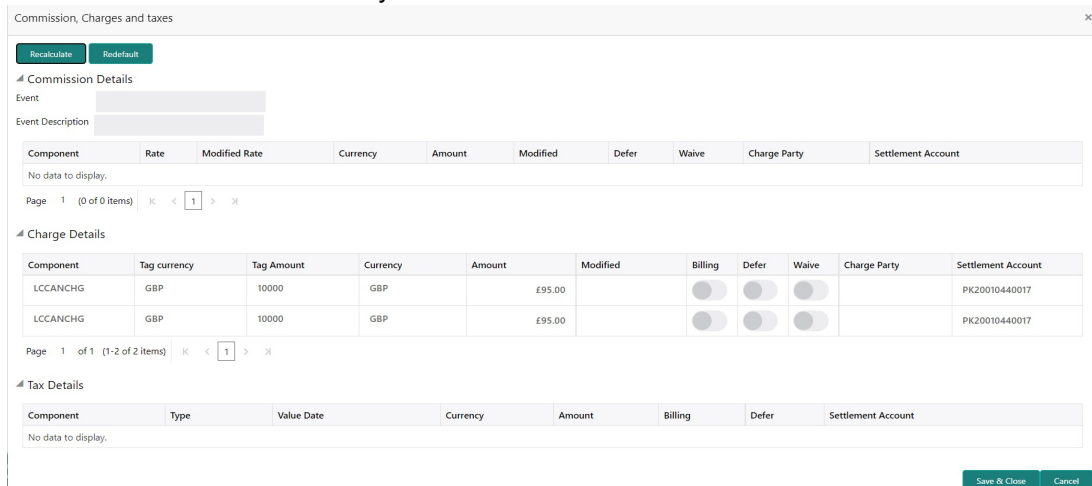 Commission, Charges and taxes ×
Recalculate Redefault
Commission Details
Event
Event Description
Component Rate Modified Rate Currency Amount Modified Defer Waive Charge Party Settlement Account
No data to display.
Page 1 (0 of 0 items) 1
Charge Details
Component Tag currency Tag Amount Currency Amount Modified Billing Defer Waive Charge Party Settlement Account
LCCANCHG GBP 10000 GBP £95.00 PK20010440017
LCCANCHG GBP 10000 GBP £95.00 PK20010440017
Page 1 of 1 (1-2 of 2 items) 1
Tax Details
Component Type Value Date Currency Amount Billing Defer Settlement Account
No data to display.
Save & Close Cancel